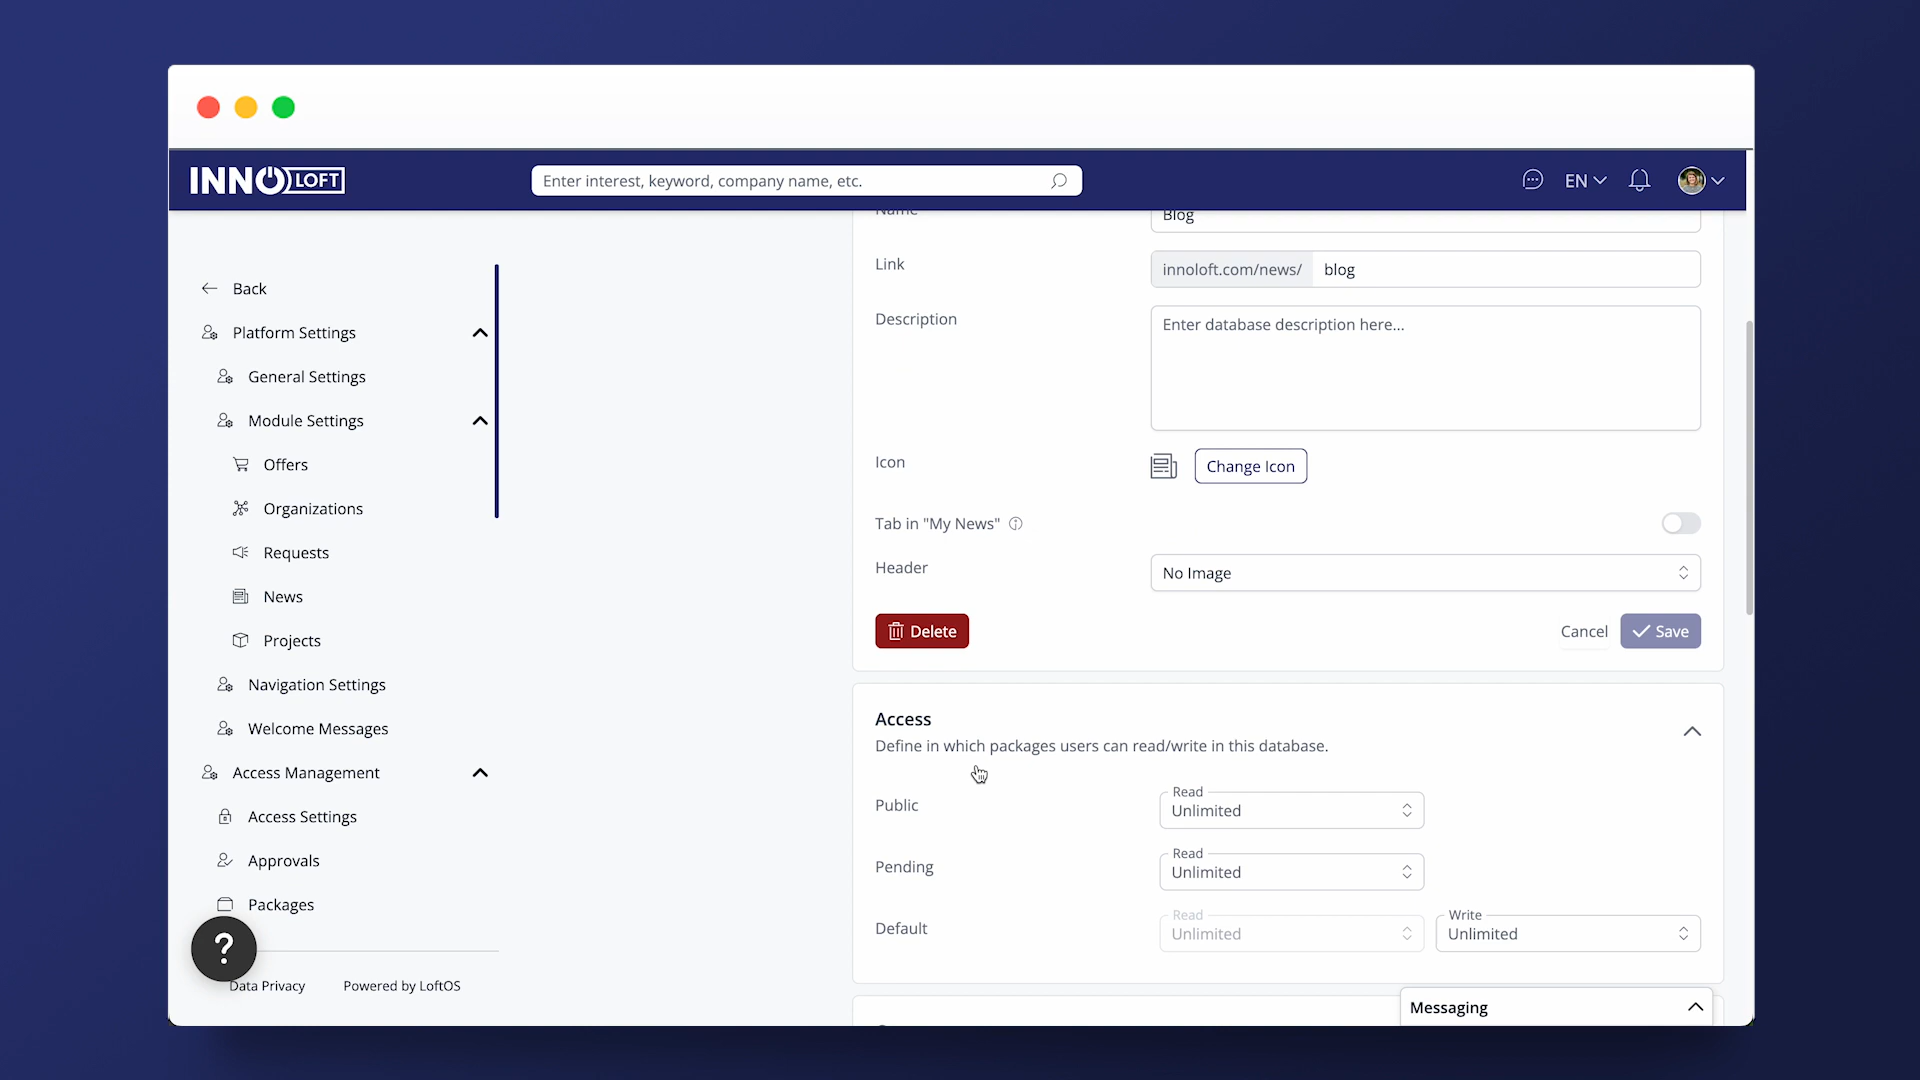 INNOLOFT
Enter interest, keyword, company name, etc.
EN
Back
Platform Settings
General Settings
Module Settings
Offers
Organizations
Requests
News
Projects
Navigation Settings
Welcome Messages
Access Management
Access Settings
Approvals
Packages
?
Data Privacy
Powered by LoftOS
Name
Blog
Link
innoloft.com/news/
blog
Description
Enter database description here...
Icon
Change Icon
Tab in "My News"
Header
No Image
Delete
Cancel
Save
Access
Define in which packages users can read/write in this database.
Public
Read
Unlimited
Pending
Read
Unlimited
Default
Read
Unlimited
Write
Unlimited
Messaging